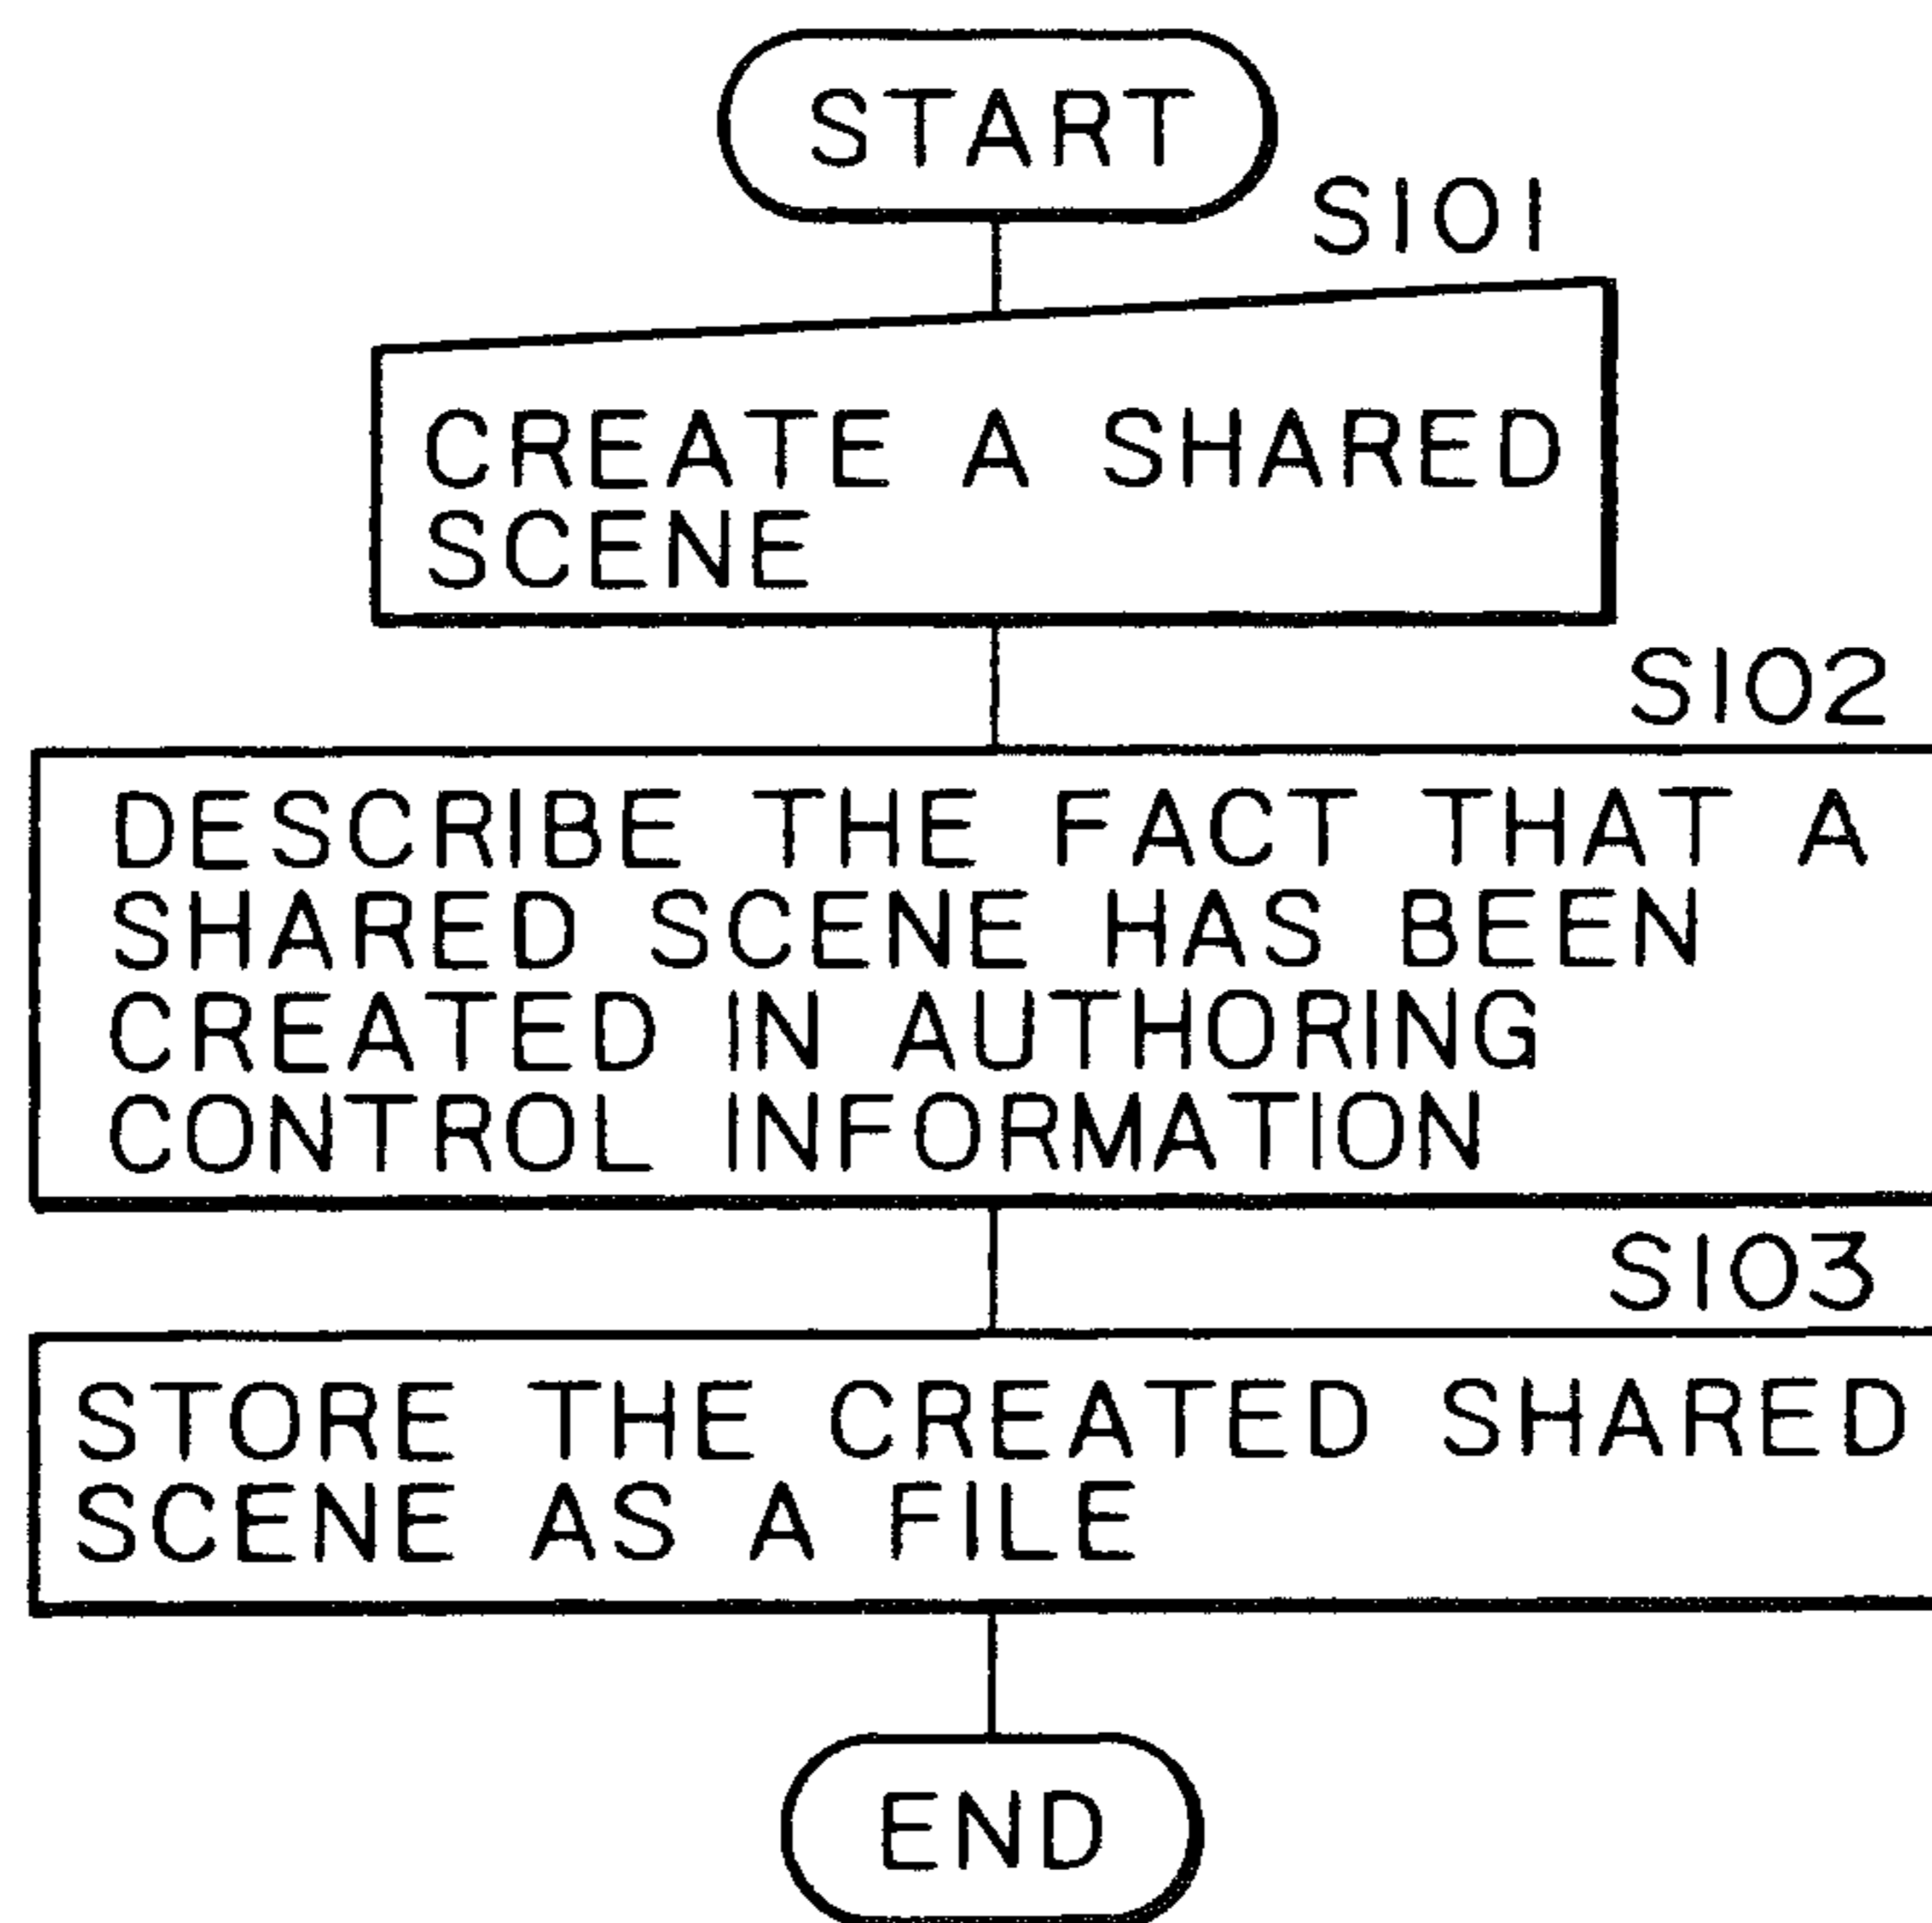 START
S101
CREATE A SHARED
SCENE
S102
DESCRIBE THE FACT THAT A
SHARED SCENE HAS BEEN
CREATED IN AUTHORING
CONTROL INFORMATION
S103
STORE THE CREATED SHARED
SCENE AS A FILE
END